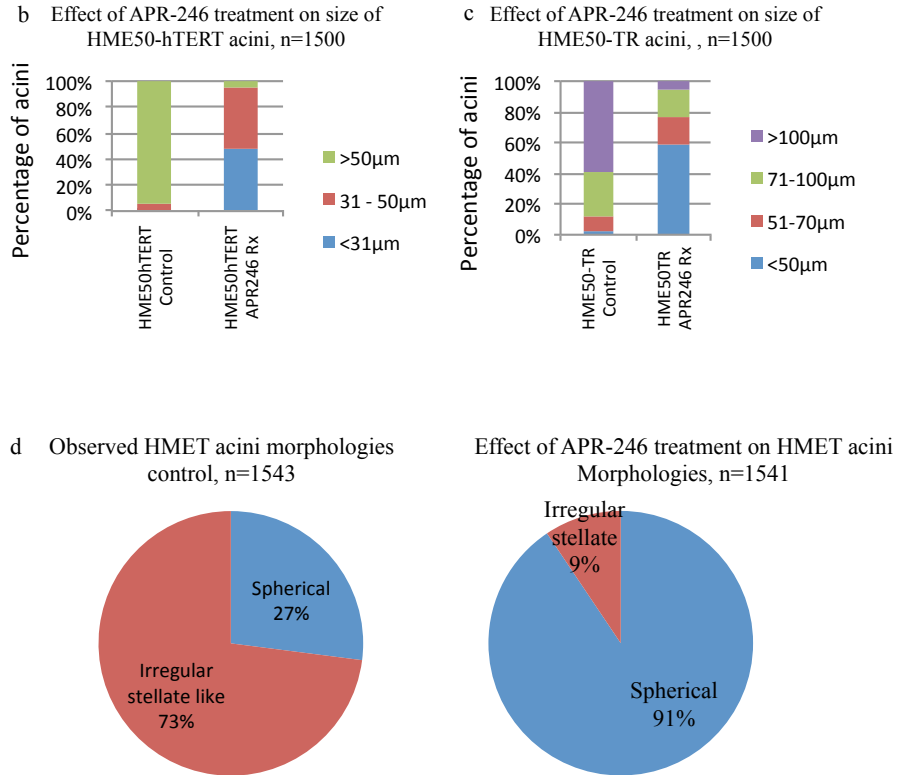 b Effect of APR-246 treatment on size of
HME50-hTERT acini, n=1500
Percentage of acini
100%
80%
60%
40%
20%
0%
HME50hTERT
Control
HME50hTERT
APR246 Rx
>50µm
31 - 50µm
<31µm
c Effect of APR-246 treatment on size of
HME50-TR acini, , n=1500
Percentage of acini
100%
80%
60%
40%
20%
0%
HME50-TR
Control
HME50TR
APR246 Rx
>100µm
71-100µm
51-70µm
<50µm
d Observed HMET acini morphologies
control, n=1543
Spherical
27%
Irregular
stellate like
73%
Effect of APR-246 treatment on HMET acini
Morphologies, n=1541
Irregular
stellate
9%
Spherical
91%